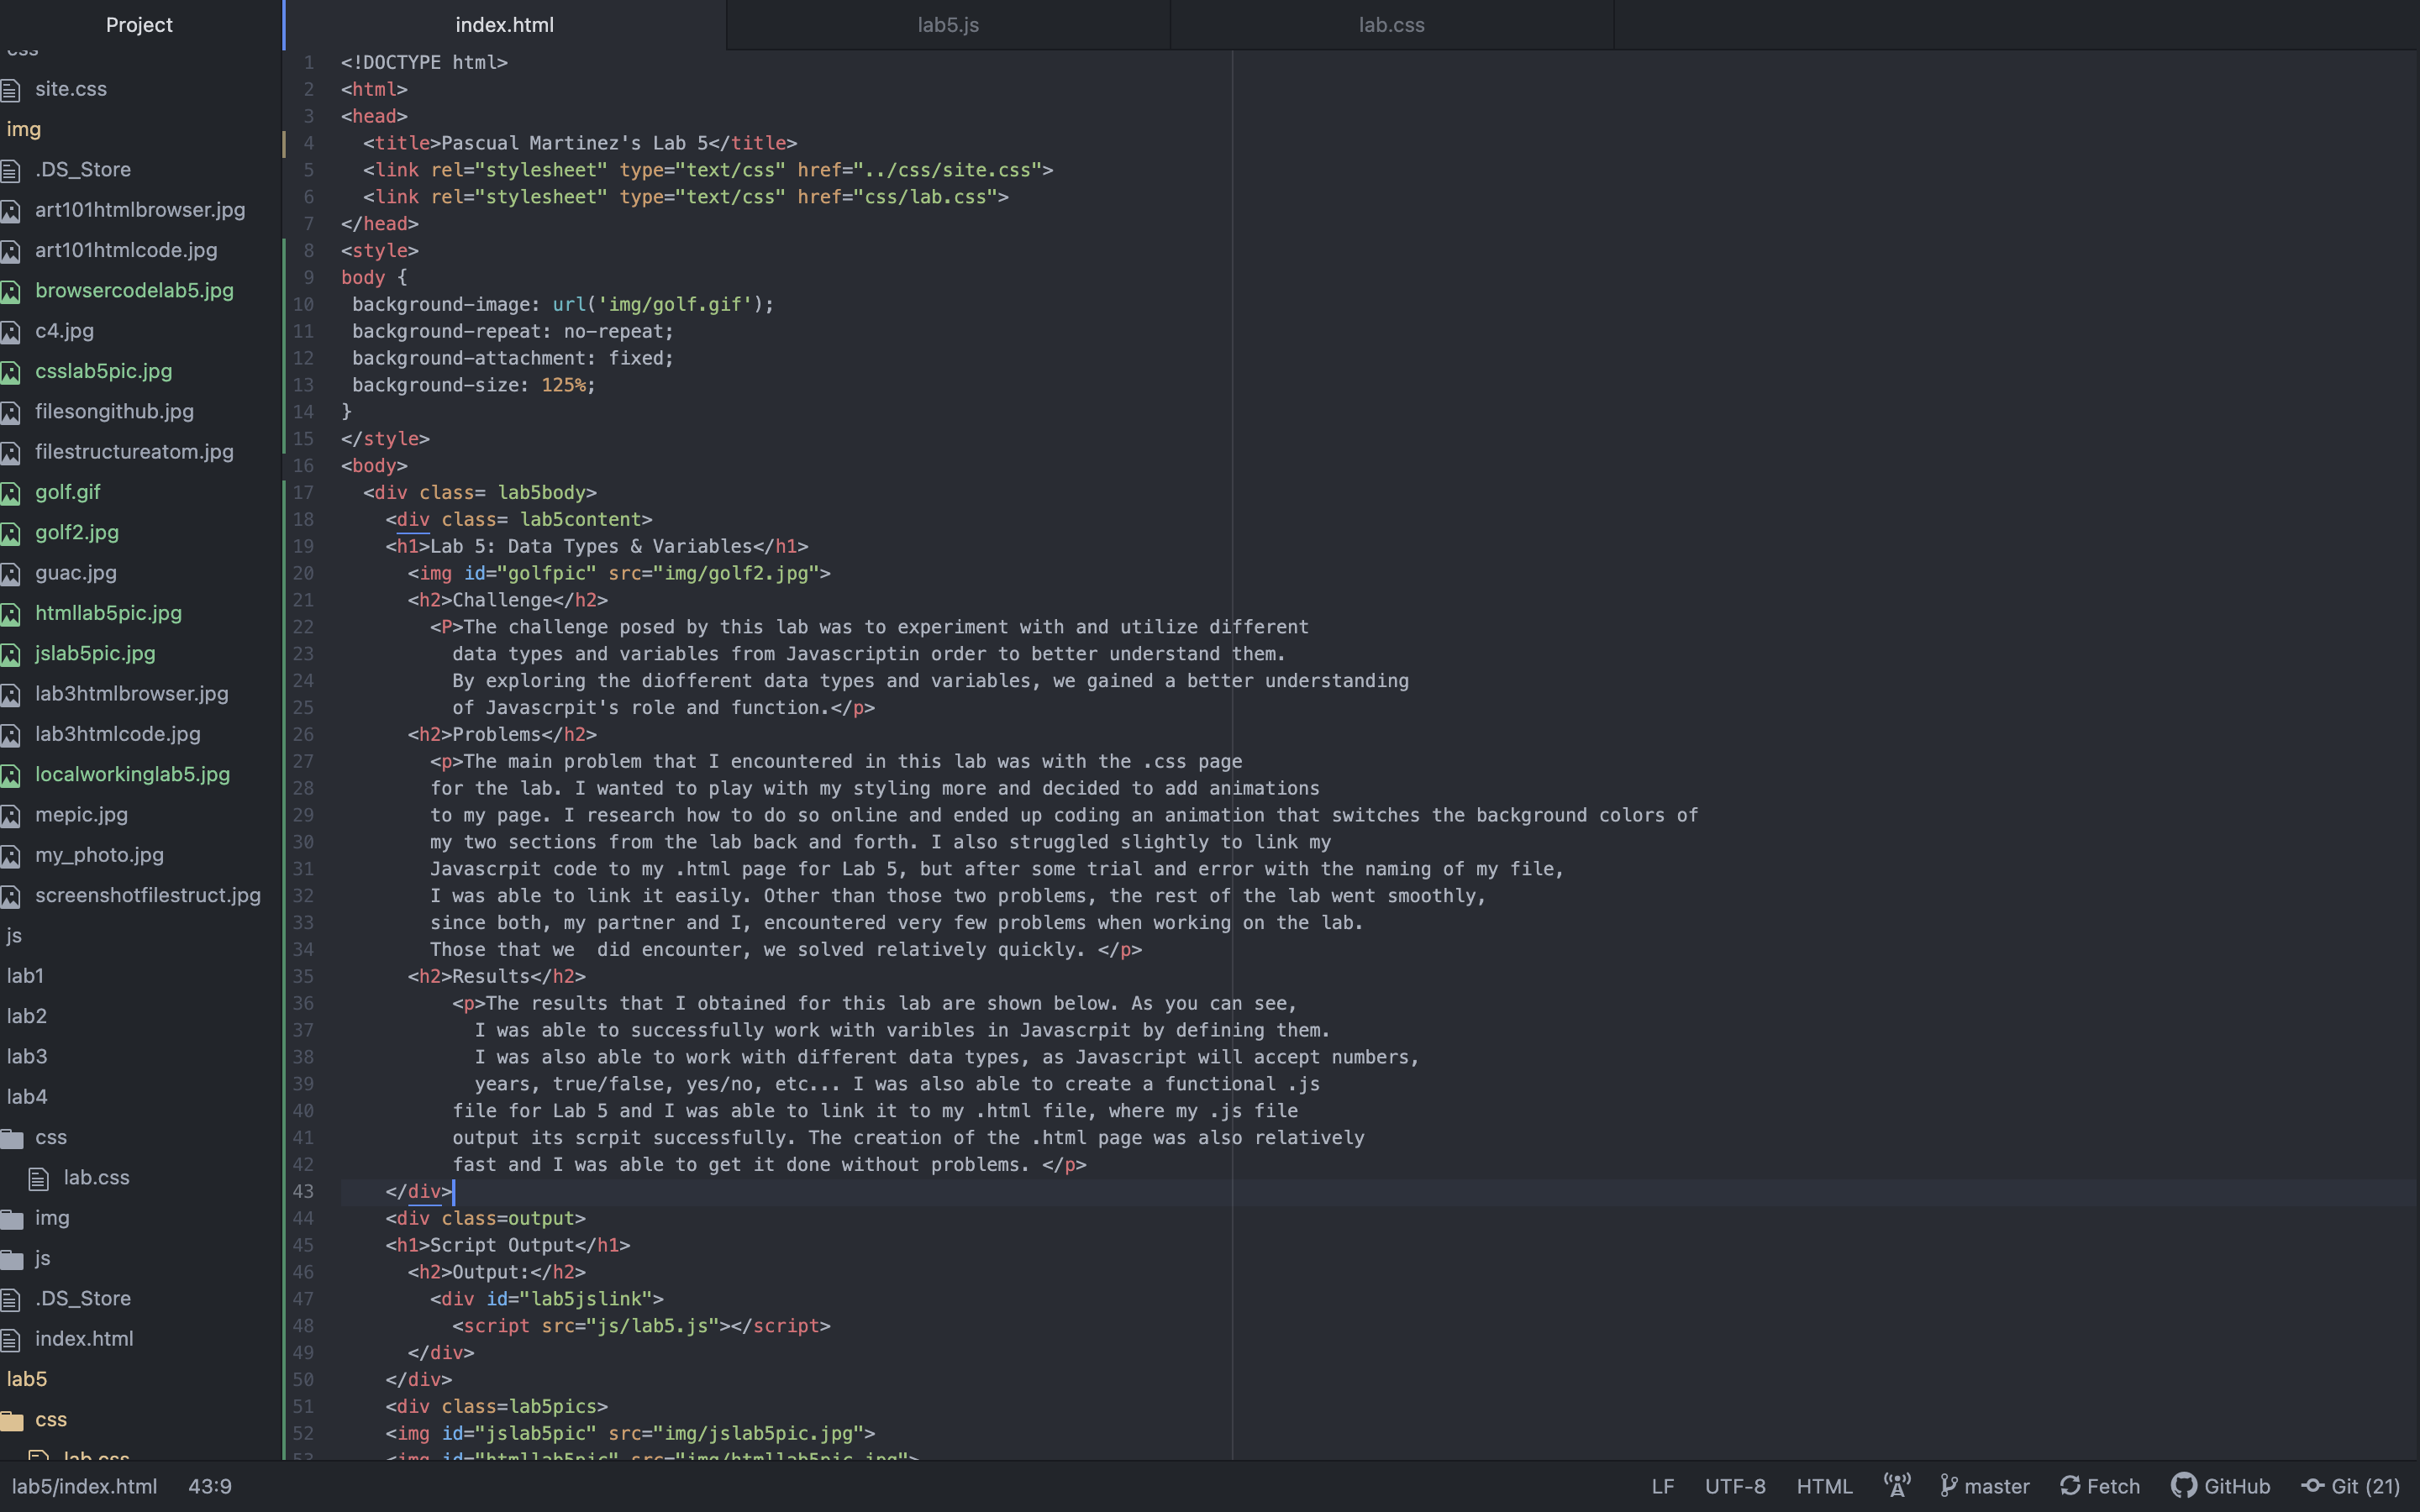 Project
index.html
lab5.js
lab.css
css
site.css
img
.DS_Store
art101htmlbrowser.jpg
art101htmlcode.jpg
browsercodelab5.jpg
c4.jpg
csslab5pic.jpg
filesongithub.jpg
filestructureatom.jpg
golf.gif
golf2.jpg
guac.jpg
htmllab5pic.jpg
jslab5pic.jpg
lab3htmlbrowser.jpg
lab3htmlcode.jpg
localworkinglab5.jpg
mepic.jpg
my_photo.jpg
screenshotfilestruct.jpg
js
lab1
lab2
lab3
lab4
css
lab.css
img
js
.DS_Store
index.html
lab5
css
lab.css
1 <!DOCTYPE html>
2 <html>
3 <head>
4 <title>Pascual Martinez's Lab 5</title>
5 <link rel="stylesheet" type="text/css" href="../css/site.css">
6 <link rel="stylesheet" type="text/css" href="css/lab.css">
7 </head>
8 <style>
9 body {
10 background-image: url('img/golf.gif');
11 background-repeat: no-repeat;
12 background-attachment: fixed;
13 background-size: 125%;
14 }
15 </style>
16 <body>
17 <div class= lab5body>
18 <div class= lab5content>
19 <h1>Lab 5: Data Types & Variables</h1>
20 <img id="golfpic" src="img/golf2.jpg">
21 <h2>Challenge</h2>
22 <P>The challenge posed by this lab was to experiment with and utilize different
23 data types and variables from Javascriptin order to better understand them.
24 By exploring the diofferent data types and variables, we gained a better understanding
25 of Javascrpit's role and function.</p>
26 <h2>Problems</h2>
27 <p>The main problem that I encountered in this lab was with the .css page
28 for the lab. I wanted to play with my styling more and decided to add animations
29 to my page. I research how to do so online and ended up coding an animation that switches the background colors of
30 my two sections from the lab back and forth. I also struggled slightly to link my
31 Javascrpit code to my .html page for Lab 5, but after some trial and error with the naming of my file,
32 I was able to link it easily. Other than those two problems, the rest of the lab went smoothly,
33 since both, my partner and I, encountered very few problems when working on the lab.
34 Those that we  did encounter, we solved relatively quickly. </p>
35 <h2>Results</h2>
36 <p>The results that I obtained for this lab are shown below. As you can see,
37 I was able to successfully work with varibles in Javascrpit by defining them.
38 I was also able to work with different data types, as Javascript will accept numbers,
39 years, true/false, yes/no, etc... I was also able to create a functional .js
40 file for Lab 5 and I was able to link it to my .html file, where my .js file
41 output its scrpit successfully. The creation of the .html page was also relatively
42 fast and I was able to get it done without problems. </p>
43 </div>
44 <div class=output>
45 <h1>Script Output</h1>
46 <h2>Output:</h2>
47 <div id="lab5jslink">
48 <script src="js/lab5.js"></script>
49 </div>
50 </div>
51 <div class=lab5pics>
52 <img id="jslab5pic" src="img/jslab5pic.jpg">
53 <img id="htmllab5pic" src="img/htmllab5pic.jpg">
lab5/index.html 43:9 LF UTF-8 HTML master Fetch GitHub Git (21)